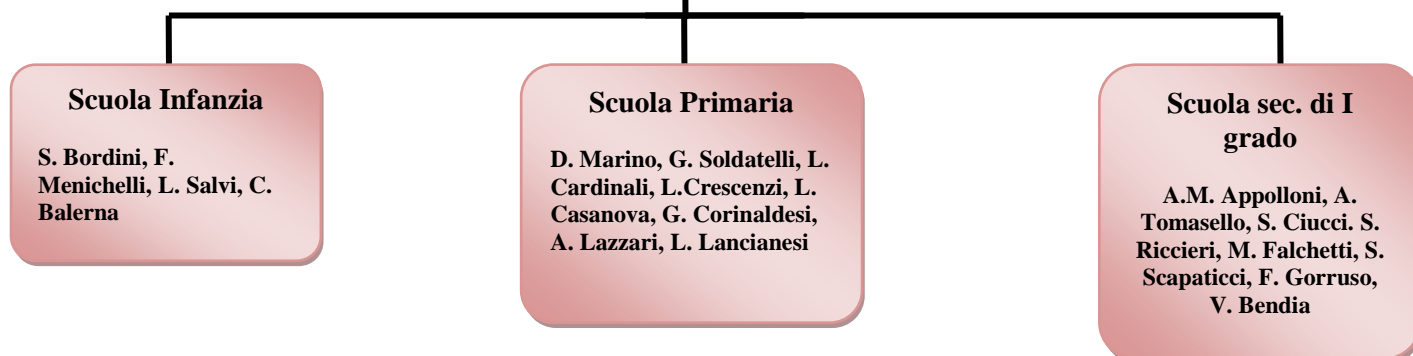 Scuola Infanzia
S. Bordini, F.
Menichelli, L. Salvi, C.
Balerna
Scuola Primaria
D. Marino, G. Soldatelli, L.
Cardinali, L.Crescenzi, L.
Casanova, G. Corinaldesi,
A. Lazzari, L. Lancianesi
Scuola sec. di I
grado
A.M. Appolloni, A.
Tomasello, S. Ciucci. S.
Riccieri, M. Falchetti, S.
Scapaticci, F. Gorruso,
V. Bendia